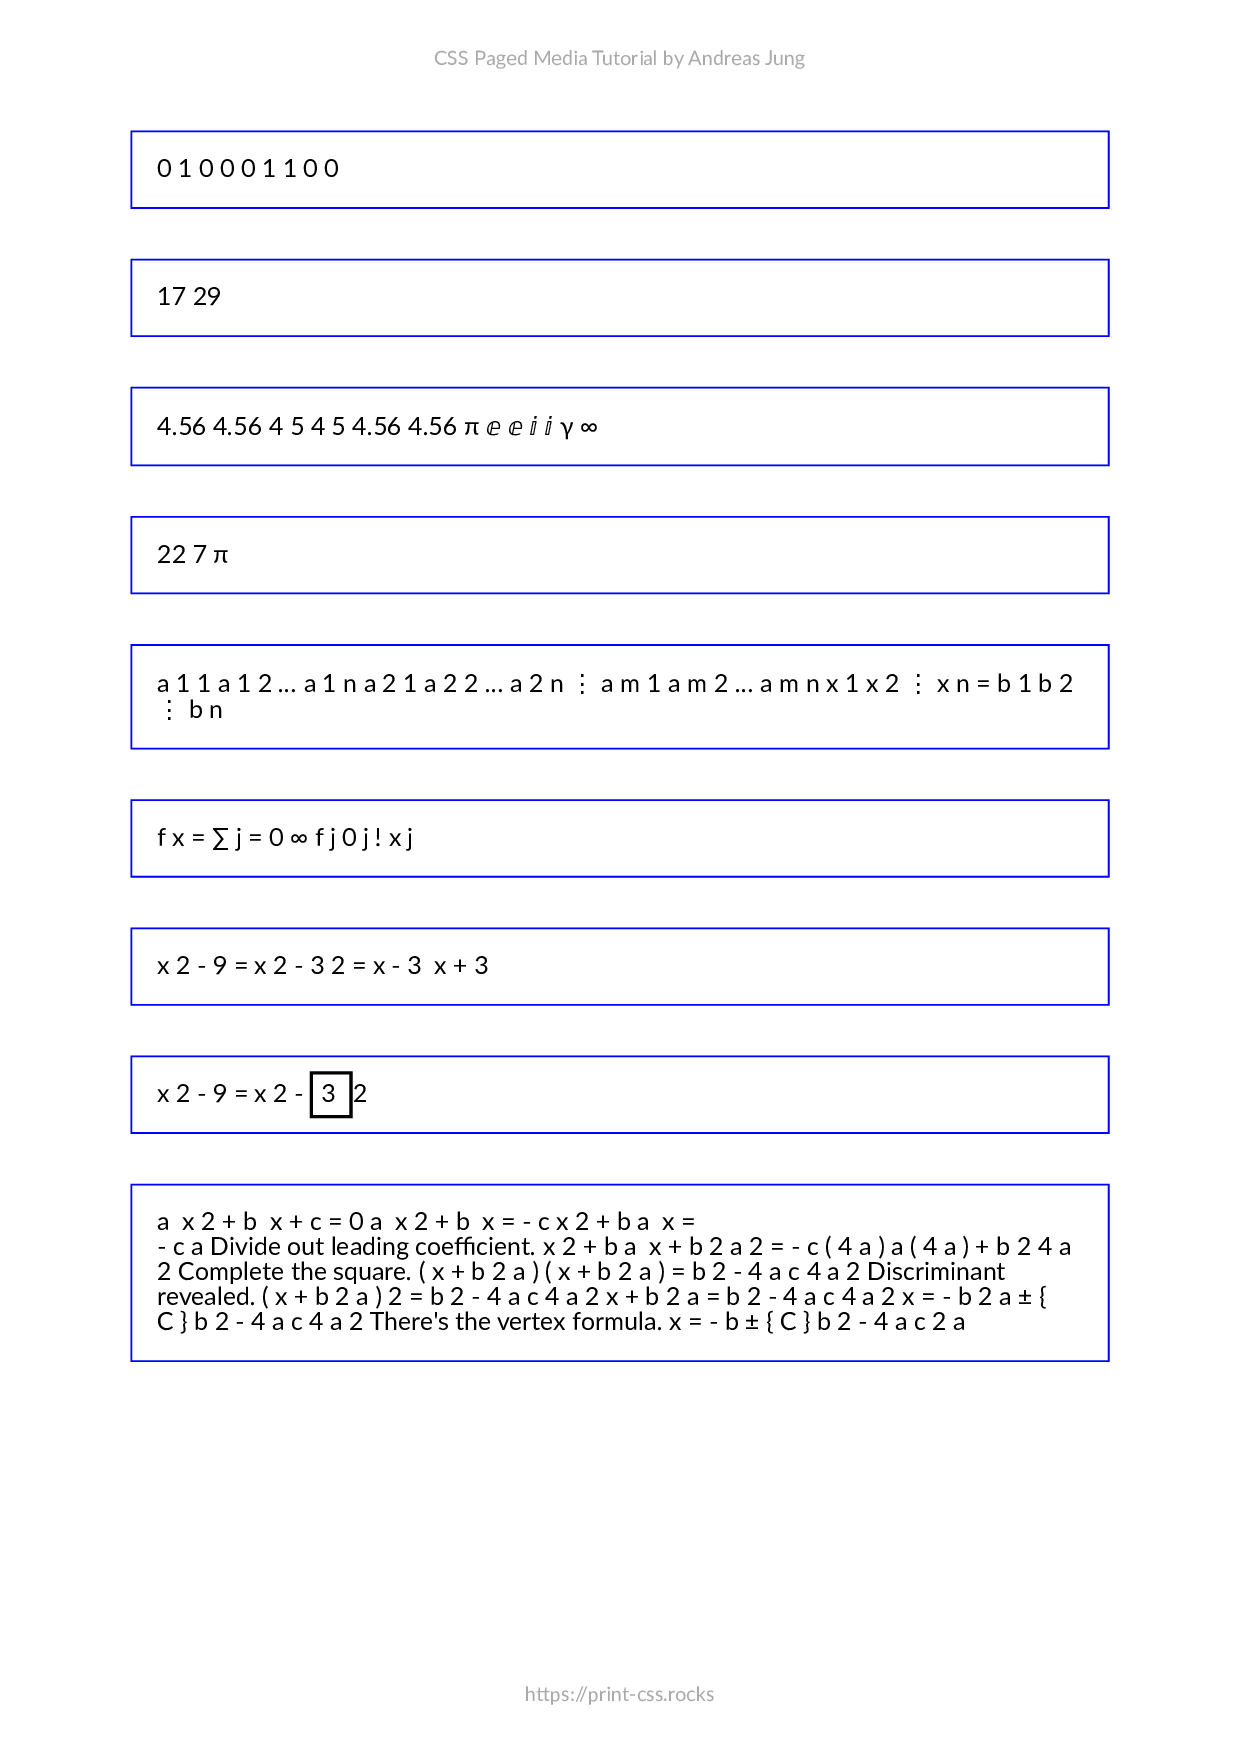 CSS Paged Media Tutorial by Andreas Jung
0 1 0 0 0 1 1 0 0
17 29
4.56 4.56 4 5 4 5 4.56 4.56 π ⅇ ⅇ ⅈ ⅈ γ ∞
22 7 π
a 1 1 a 1 2 … a 1 n a 2 1 a 2 2 … a 2 n ⋮ a m 1 a m 2 … a m n x 1 x 2 ⋮ x n = b 1 b 2
⋮ b n
f x = ∑ j = 0 ∞ f j 0 j ! x j
x 2 - 9 = x 2 - 3 2 = x - 3 x + 3
x 2 - 9 = x 2 - 3 2
a x 2 + b x + c = 0 a x 2 + b x = - c x 2 + b a x =
- c a Divide out leading coefficient. x 2 + b a x + b 2 a 2 = - c ( 4 a ) a ( 4 a ) + b 2 4 a
2 Complete the square. ( x + b 2 a ) ( x + b 2 a ) = b 2 - 4 a c 4 a 2 Discriminant
revealed. ( x + b 2 a ) 2 = b 2 - 4 a c 4 a 2 x + b 2 a = b 2 - 4 a c 4 a 2 x = - b 2 a ± {
C } b 2 - 4 a c 4 a 2 There's the vertex formula. x = - b ± { C } b 2 - 4 a c 2 a
https://print-css.rocks